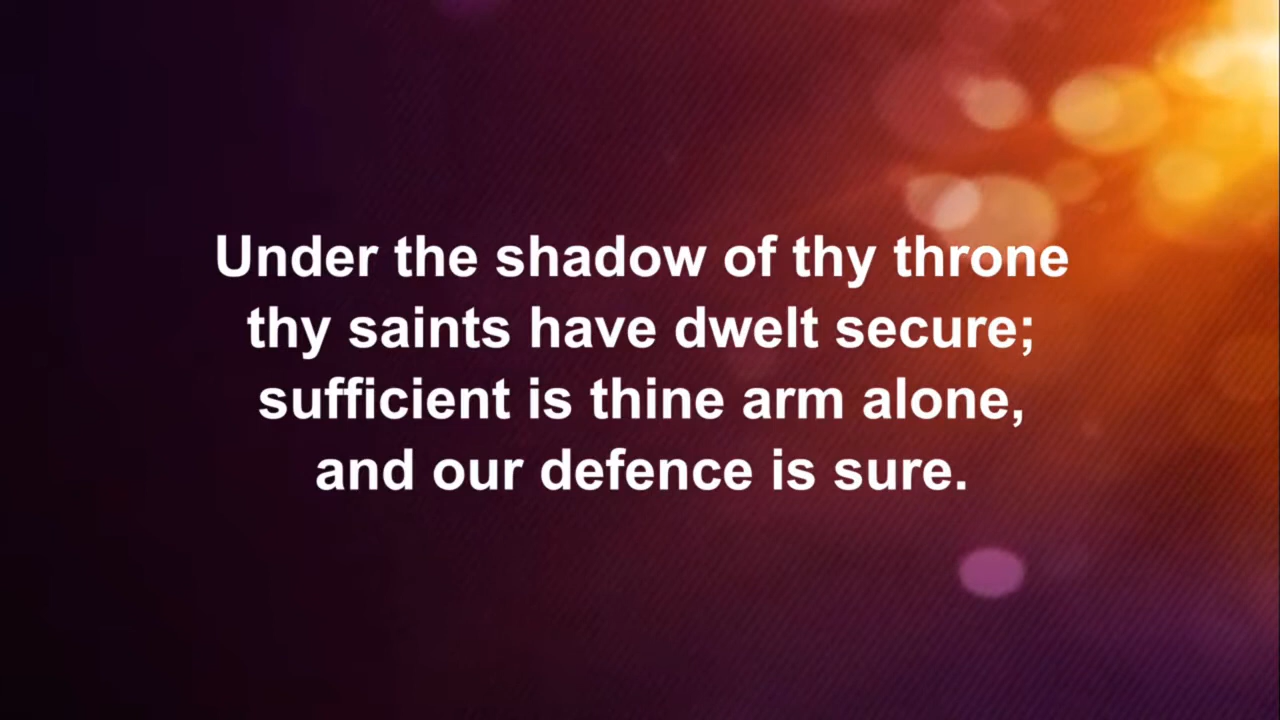 Under the shadow of thy throne
thy saints have dwelt secure;
sufficient is thine arm alone,
and our defence is sure.